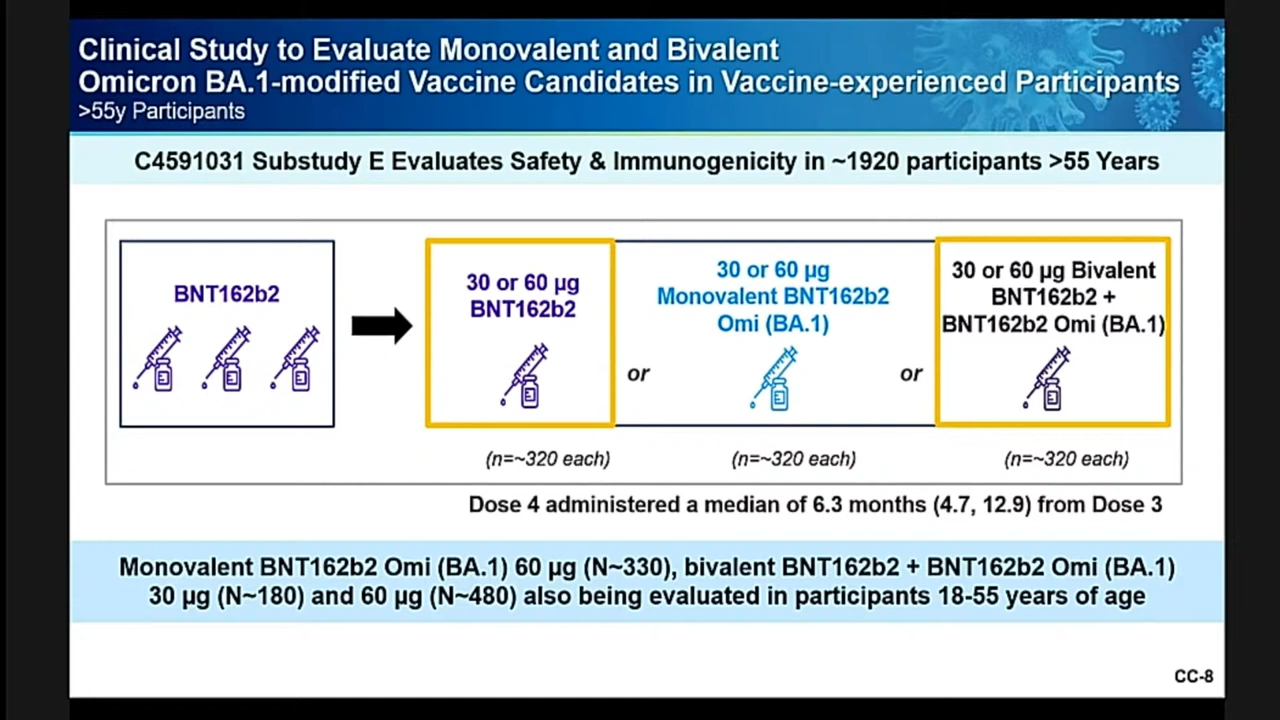 Clinical Study to Evaluate Monovalent and Bivalent
Omicron BA.1-modified Vaccine Candidates in Vaccine-experienced Participants
>55y Participants
C4591031 Substudy E Evaluates Safety & Immunogenicity in ~1920 participants >55 Years
BNT162b2
30 or 60 µg
BNT162b2
or
30 or 60 µg
Monovalent BNT162b2
Omi (BA.1)
or
30 or 60 µg Bivalent
BNT162b2 +
BNT162b2 Omi (BA.1)
(n=~320 each)
(n=~320 each)
(n=~320 each)
Dose 4 administered a median of 6.3 months (4.7, 12.9) from Dose 3
Monovalent BNT162b2 Omi (BA.1) 60 µg (N~330), bivalent BNT162b2 + BNT162b2 Omi (BA.1)
30 µg (N~180) and 60 µg (N~480) also being evaluated in participants 18-55 years of age
CC-8